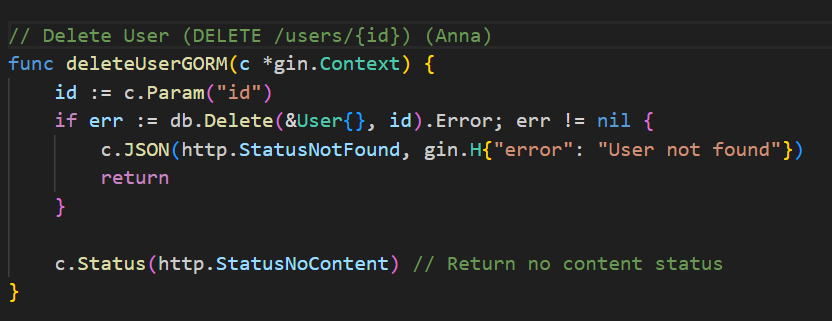 // Delete User (DELETE /users/{id}) (Anna)
func deleteUserGORM(c *gin.Context) {
    id := c.Param("id")
    if err := db.Delete(&User{}, id).Error; err != nil {
        c.JSON(http.StatusNotFound, gin.H{"error": "User not found"})
        return
    }
    c.Status(http.StatusNoContent) // Return no content status
}